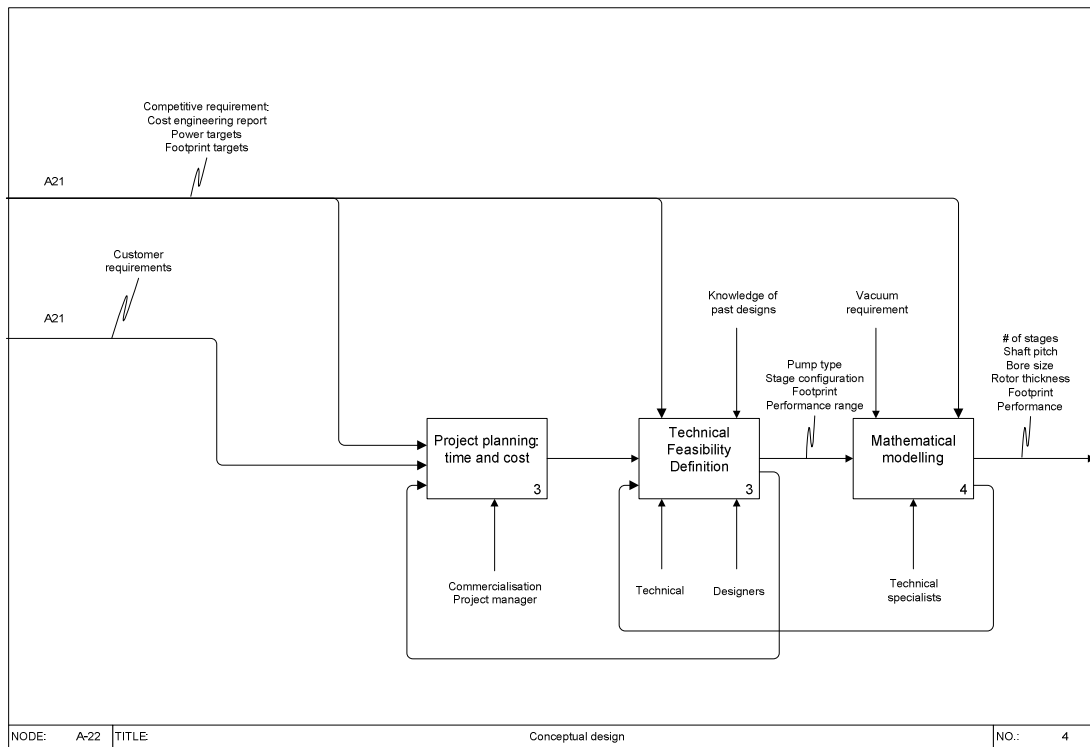 Competitive requirement:
Cost engineering report
Power targets
Footprint targets
A21
Customer
requirements
A21
Knowledge of
past designs
Vacuum
requirement
# of stages
Shaft pitch
Bore size
Rotor thickness
Footprint
Performance
Pump type
Stage configuration
Footprint
Performance range
Project planning:
time and cost
3
Technical
Feasibility
Definition
3
Mathematical
modelling
4
Commercialisation
Project manager
Technical
Designers
Technical
specialists
NODE: A-22 TITLE: Conceptual design NO.: 4